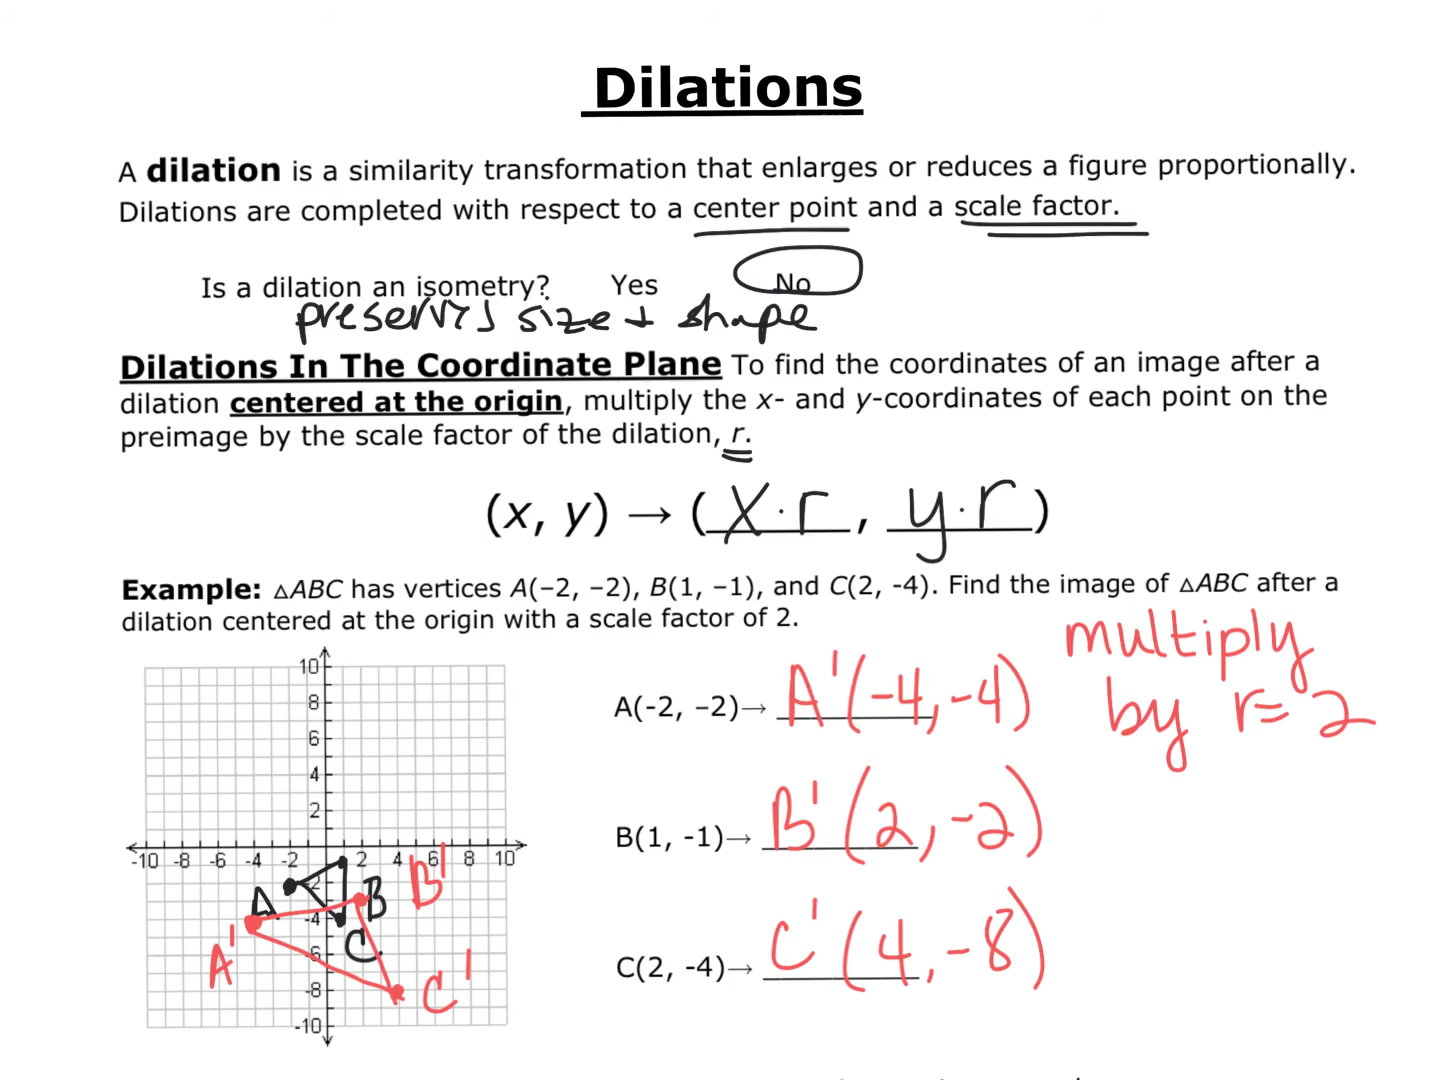 Dilations
A dilation is a similarity transformation that enlarges or reduces a figure proportionally.
Dilations are completed with respect to a center point and a scale factor.
Is a dilation an isometry? Yes No
preserves size + shape
Dilations In The Coordinate Plane To find the coordinates of an image after a
dilation centered at the origin, multiply the x- and y-coordinates of each point on the
preimage by the scale factor of the dilation, r.
(x, y) → (x·r, y·r)
Example: △ABC has vertices A(−2, −2), B(1, −1), and C(2, -4). Find the image of △ABC after a
dilation centered at the origin with a scale factor of 2.
multiply
by r=2
A(-2, −2)→ A'(-4,-4)
B(1, -1)→ B'(2,-2)
C(2, -4)→ C'(4,-8)
10
8
6
4
2
-10 -8 -6 -4 -2 2 4 6 8 10
-2
-4
-6
-8
-10
A B B'
C
A'
C'